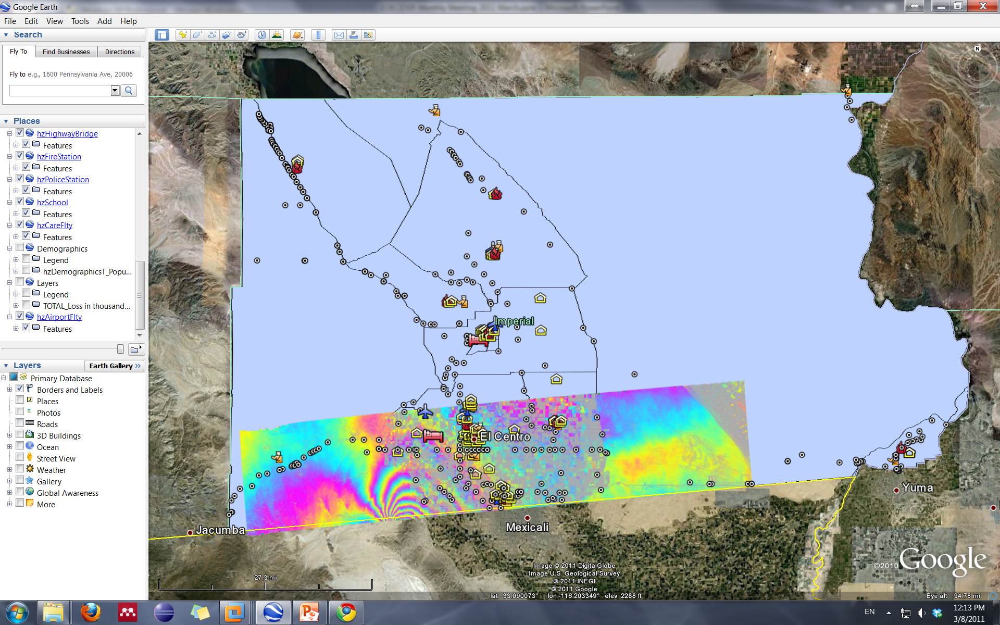 Google Earth
File Edit View Tools Add Help
Search
Fly To Find Businesses Directions
Fly to e.g., 1600 Pennsylvania Ave, 20006
Places
hzHighwayBridge
Features
hzFireStation
Features
hzPoliceStation
Features
hzSchool
Features
hzCareFlty
Features
Demographics
Legend
hzDemographicsT_Popu...
Layers
Legend
TOTAL_Loss in thousand...
hzAirportFlty
Features
Layers
Earth Gallery »
Primary Database
Borders and Labels
Places
Photos
Roads
3D Buildings
Ocean
Street View
Weather
Gallery
Global Awareness
More
N
Imperial
El Centro
Yuma
Jacumba
Mexicali
©2010 Google
Image © 2011 DigitalGlobe
Image U.S. Geological Survey
© 2011 INEGI
© 2011 Google
27.3 mi
lat 33.090073° lon -116.203349° elev 2288 ft
Eye alt 94.78 mi
EN
12:13 PM
3/8/2011